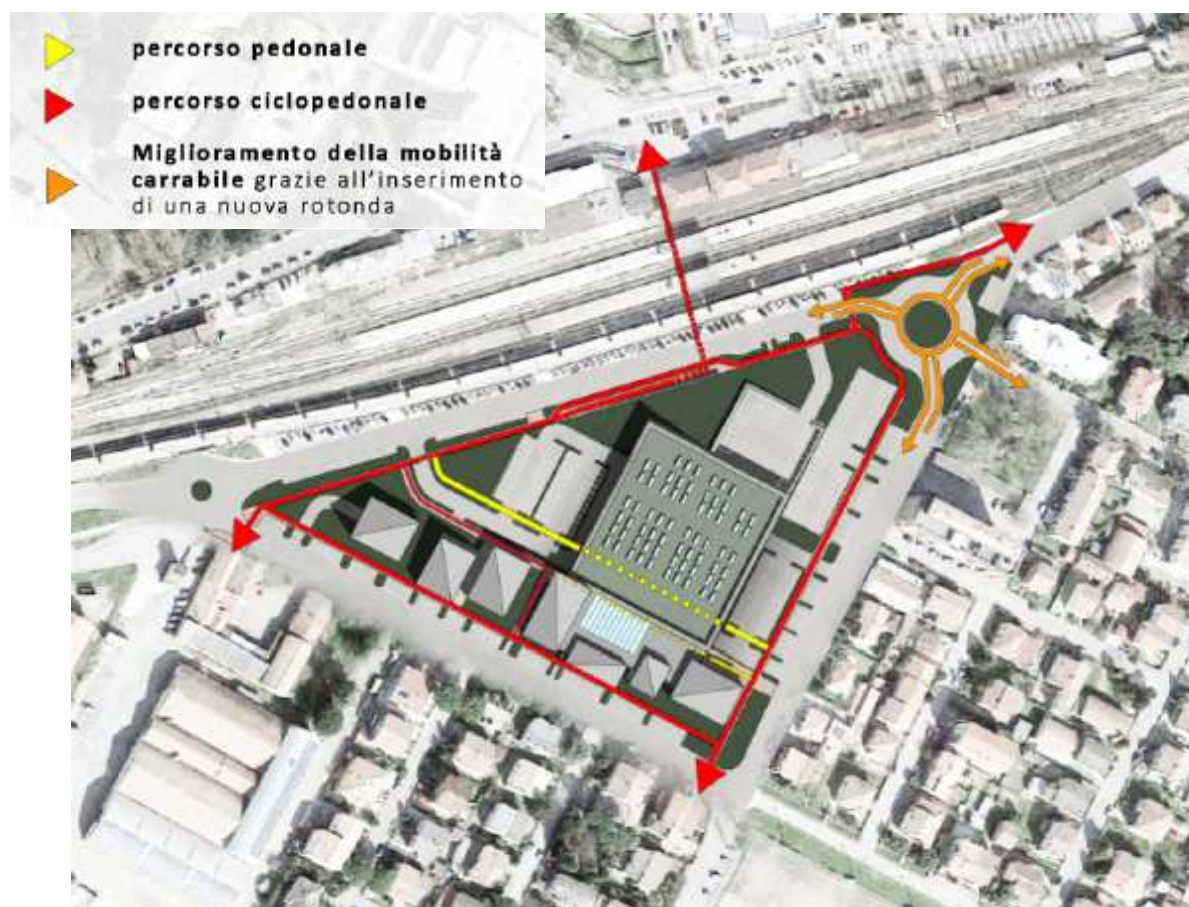 percorso pedonale
percorso ciclopedonale
Miglioramento della mobilità
carrabile grazie all'inserimento
di una nuova rotonda